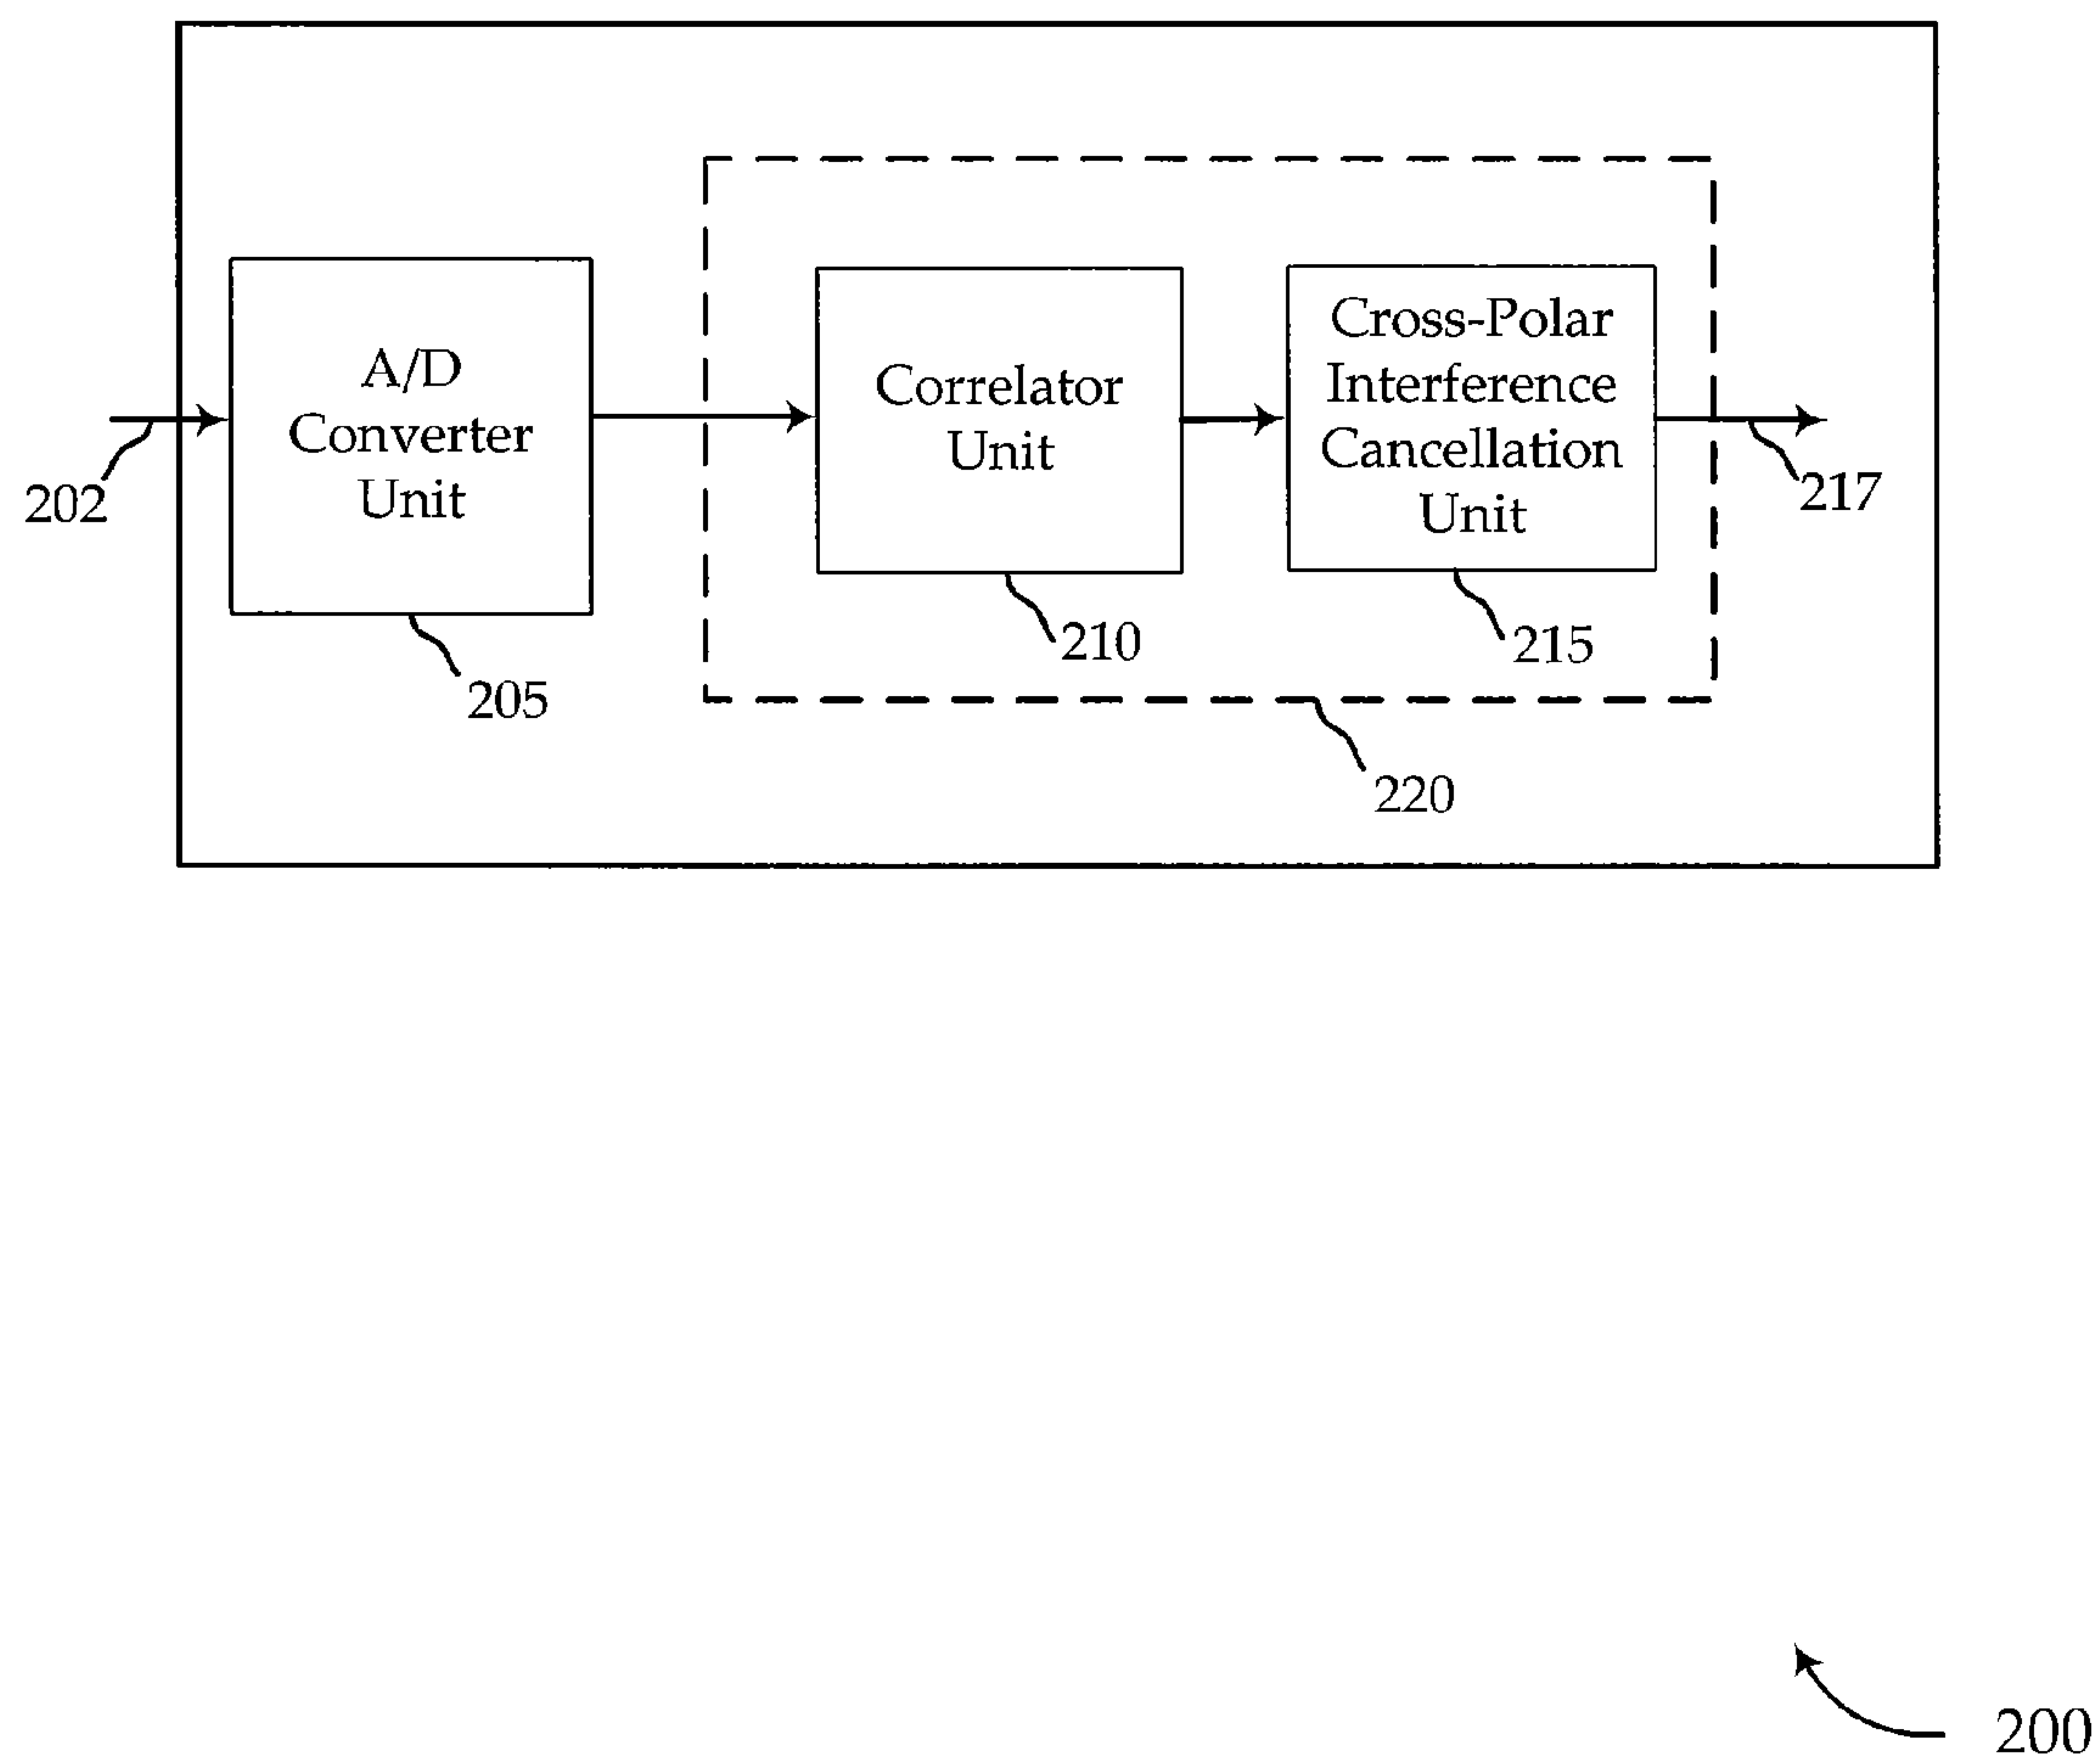 A/D
Converter
Unit
Correlator
Unit
Cross-Polar
Interference
Cancellation
Unit
202
217
205
210
215
220
200